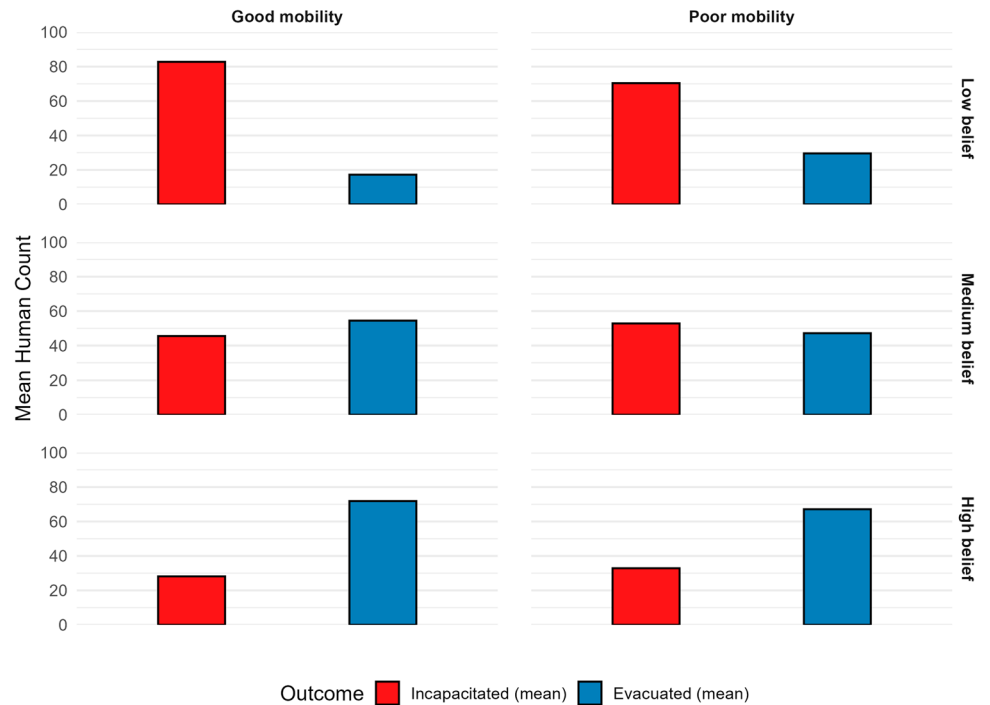 Good mobility
Poor mobility
100
80
60
40
20
0
Low belief
Mean Human Count
100
80
60
40
20
0
Medium belief
100
80
60
40
20
0
High belief
Outcome Incapacitated (mean) Evacuated (mean)